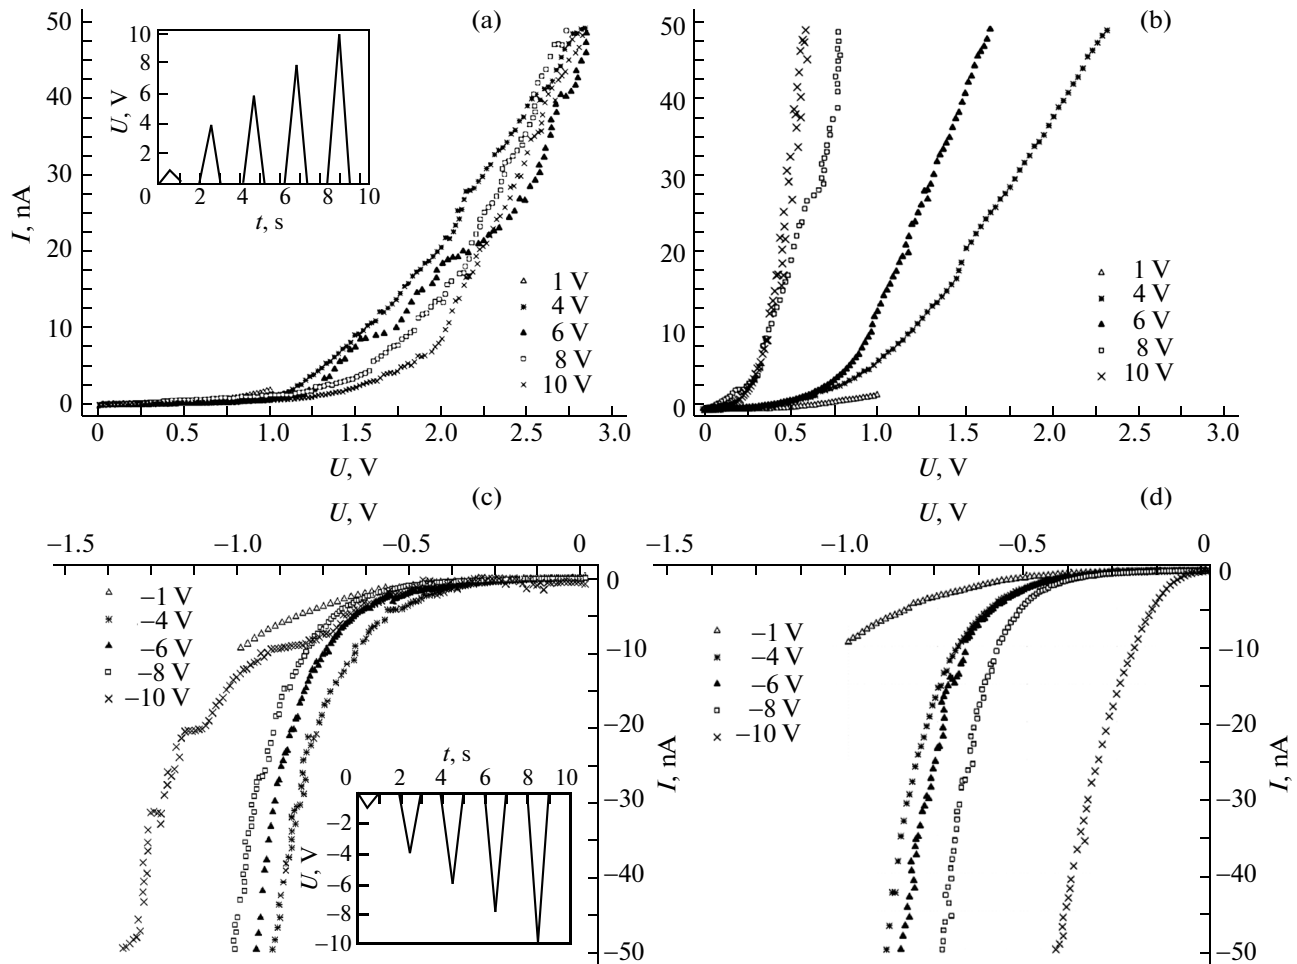 (a)
50
40
30
20
10
0
I, nA
0 0.5 1.0 1.5 2.0 2.5 3.0
U, V
10
8
6
4
2
0
U, V
2 4 6 8 10
t, s
1 V
4 V
6 V
8 V
10 V
(b)
50
40
30
20
10
0
0 0.5 1.0 1.5 2.0 2.5 3.0
U, V
1 V
4 V
6 V
8 V
10 V
(c)
U, V
−1.5 −1.0 −0.5 0
0
−10
−20
−30
−40
−50
I, nA
−1 V
−4 V
−6 V
−8 V
−10 V
t, s
0 2 4 6 8 10
−2
−4
−6
−8
−10
U, V
(d)
U, V
−1.5 −1.0 −0.5 0
0
−10
−20
−30
−40
−50
I, nA
−1 V
−4 V
−6 V
−8 V
−10 V